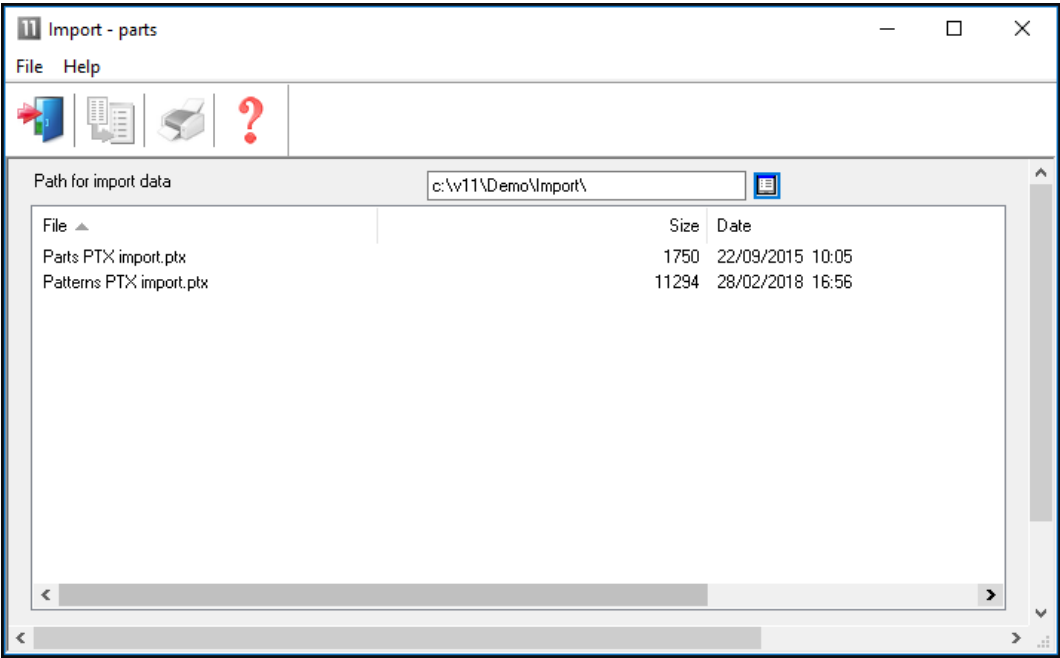 11 Import - parts
File Help
?
Path for import data c:\v11\Demo\Import\
File Size Date
Parts PTX import.ptx 1750 22/09/2015 10:05
Patterns PTX import.ptx 11294 28/02/2018 16:56